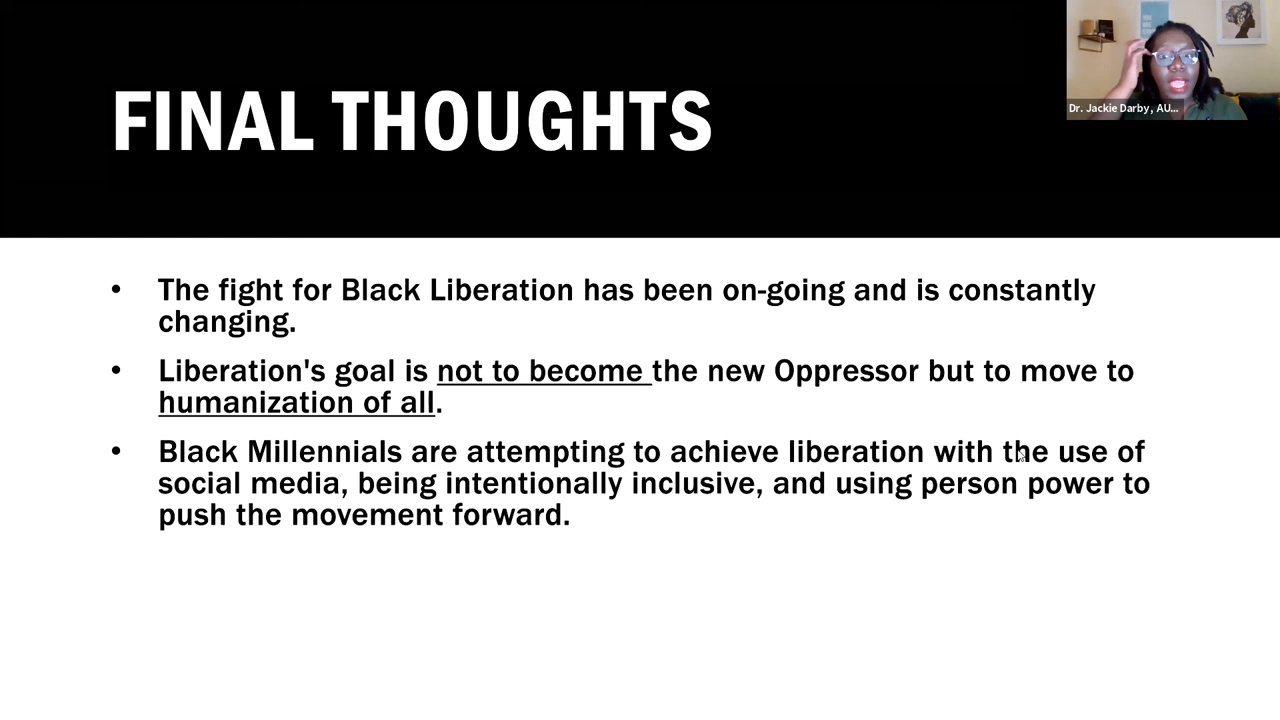 FINAL THOUGHTS
Dr. Jackie Darby, AU...
• The fight for Black Liberation has been on-going and is constantly
changing.
• Liberation's goal is not to become the new Oppressor but to move to
humanization of all.
• Black Millennials are attempting to achieve liberation with the use of
social media, being intentionally inclusive, and using person power to
push the movement forward.